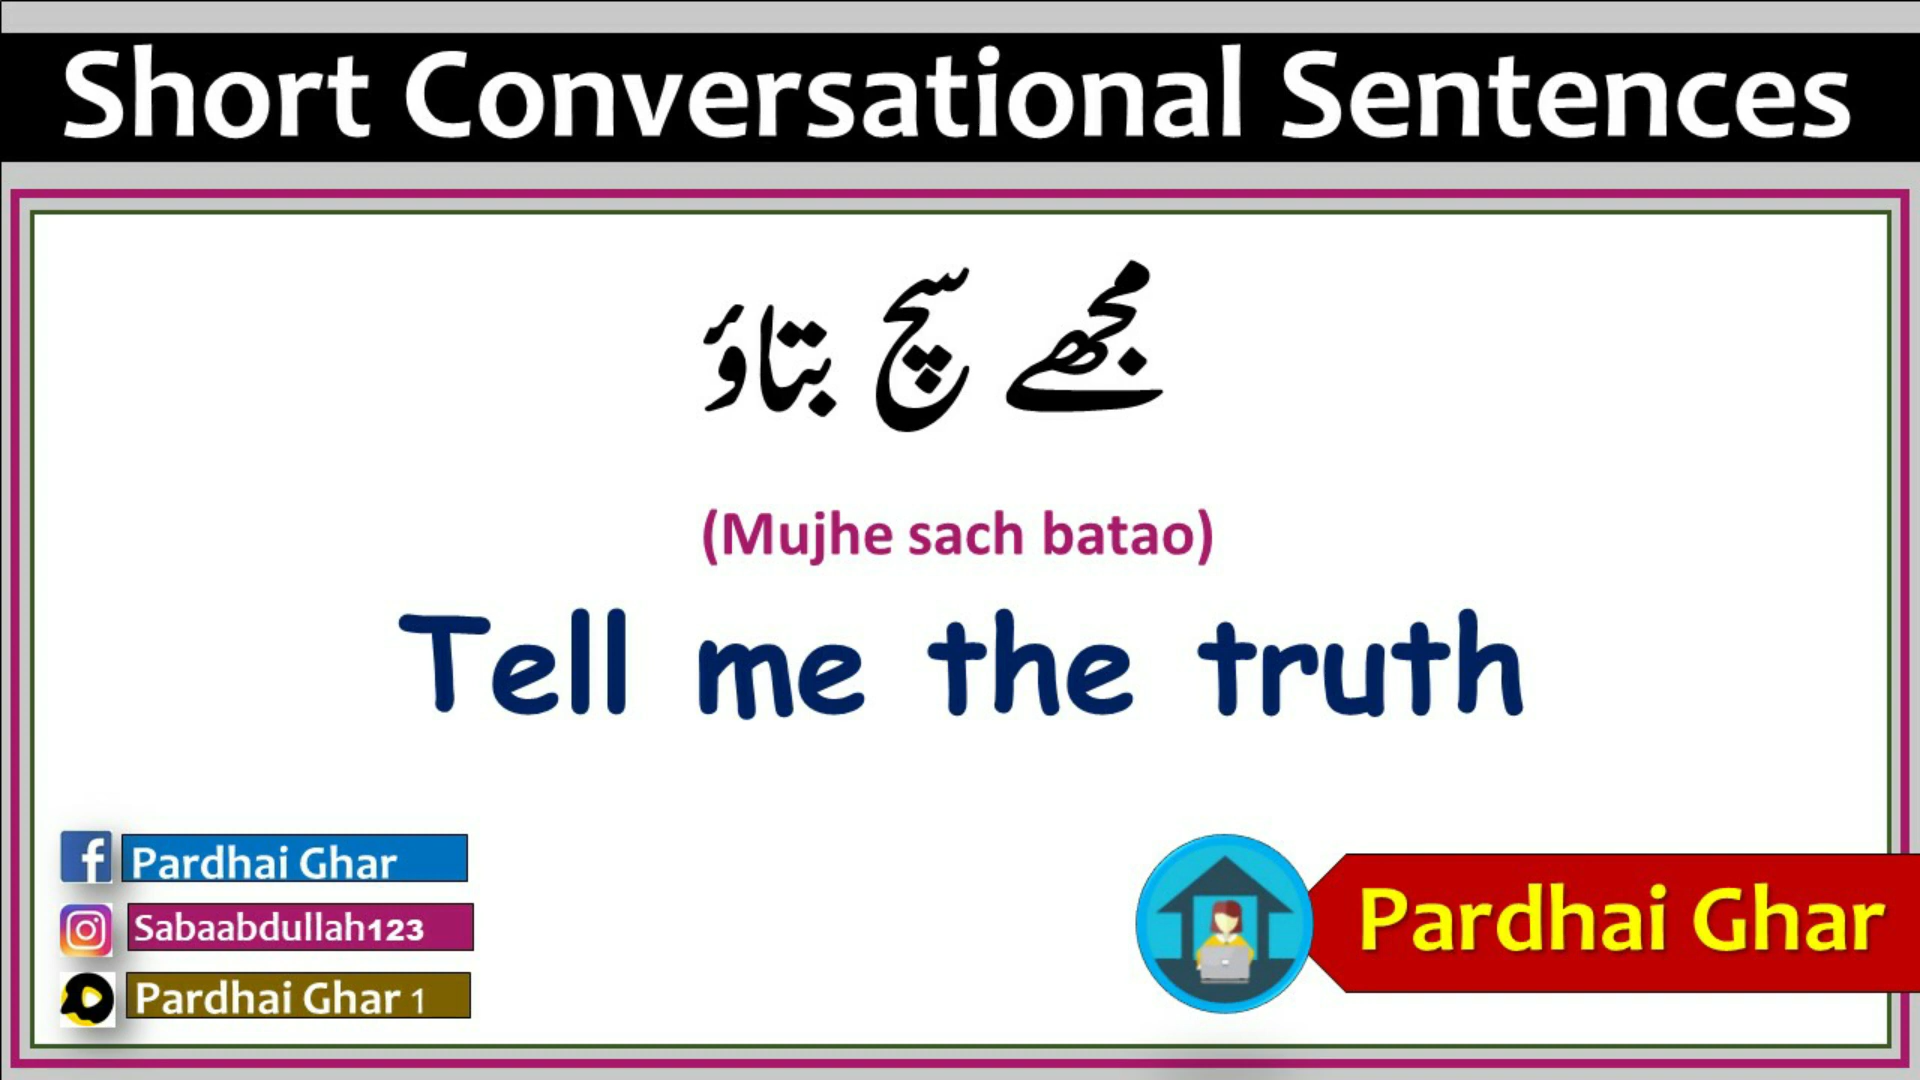 Short Conversational Sentences
مجھے سچ بتاؤ
(Mujhe sach batao)
Tell me the truth
Pardhai Ghar
Sabaabdullah123
Pardhai Ghar 1
Pardhai Ghar